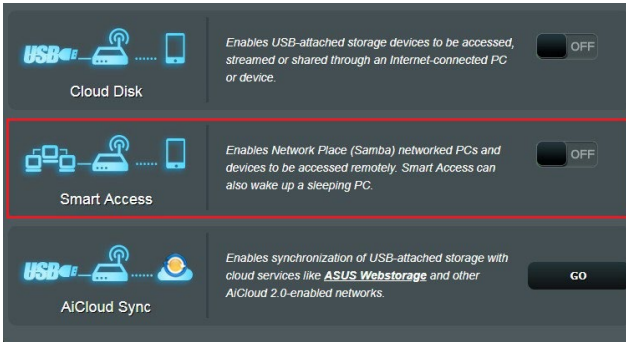 USB
Cloud Disk
Enables USB-attached storage devices to be accessed,
streamed or shared through an Internet-connected PC
or device.
OFF
Smart Access
Enables Network Place (Samba) networked PCs and
devices to be accessed remotely. Smart Access can
also wake up a sleeping PC.
OFF
USB
AiCloud Sync
Enables synchronization of USB-attached storage with
cloud services like ASUS Webstorage and other
AiCloud 2.0-enabled networks.
GO